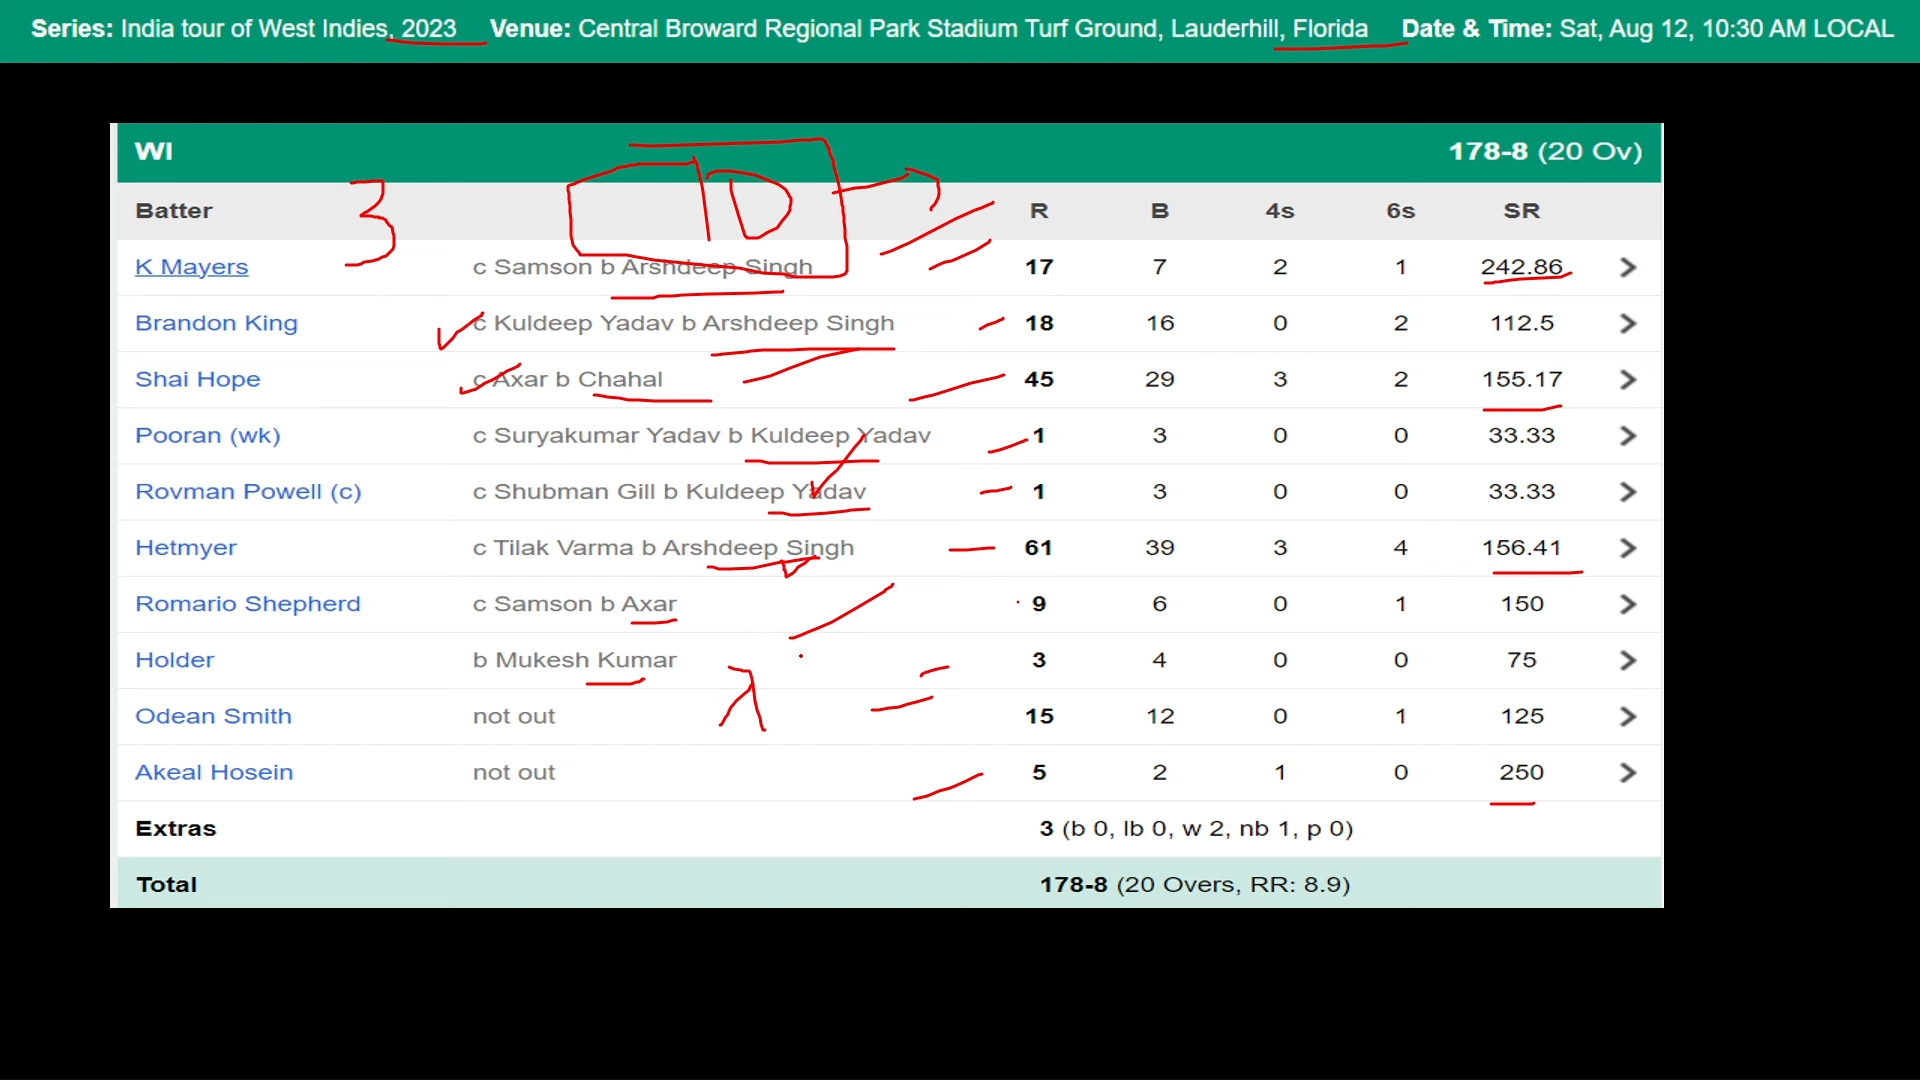 Series: India tour of West Indies, 2023 Venue: Central Broward Regional Park Stadium Turf Ground, Lauderhill, Florida Date & Time: Sat, Aug 12, 10:30 AM LOCAL
WI 178-8 (20 Ov)
3
Batter R B 4s 6s SR
K Mayers c Samson b Arshdeep Singh 17 7 2 1 242.86
Brandon King c Kuldeep Yadav b Arshdeep Singh 18 16 0 2 112.5
Shai Hope c Axar b Chahal 45 29 3 2 155.17
Pooran (wk) c Suryakumar Yadav b Kuldeep Yadav 1 3 0 0 33.33
Rovman Powell (c) c Shubman Gill b Kuldeep Yadav 1 3 0 0 33.33
Hetmyer c Tilak Varma b Arshdeep Singh 61 39 3 4 156.41
Romario Shepherd c Samson b Axar 9 6 0 1 150
Holder b Mukesh Kumar 3 4 0 0 75
Odean Smith not out 15 12 0 1 125
Akeal Hosein not out 5 2 1 0 250
Extras 3 (b 0, lb 0, w 2, nb 1, p 0)
Total 178-8 (20 Overs, RR: 8.9)